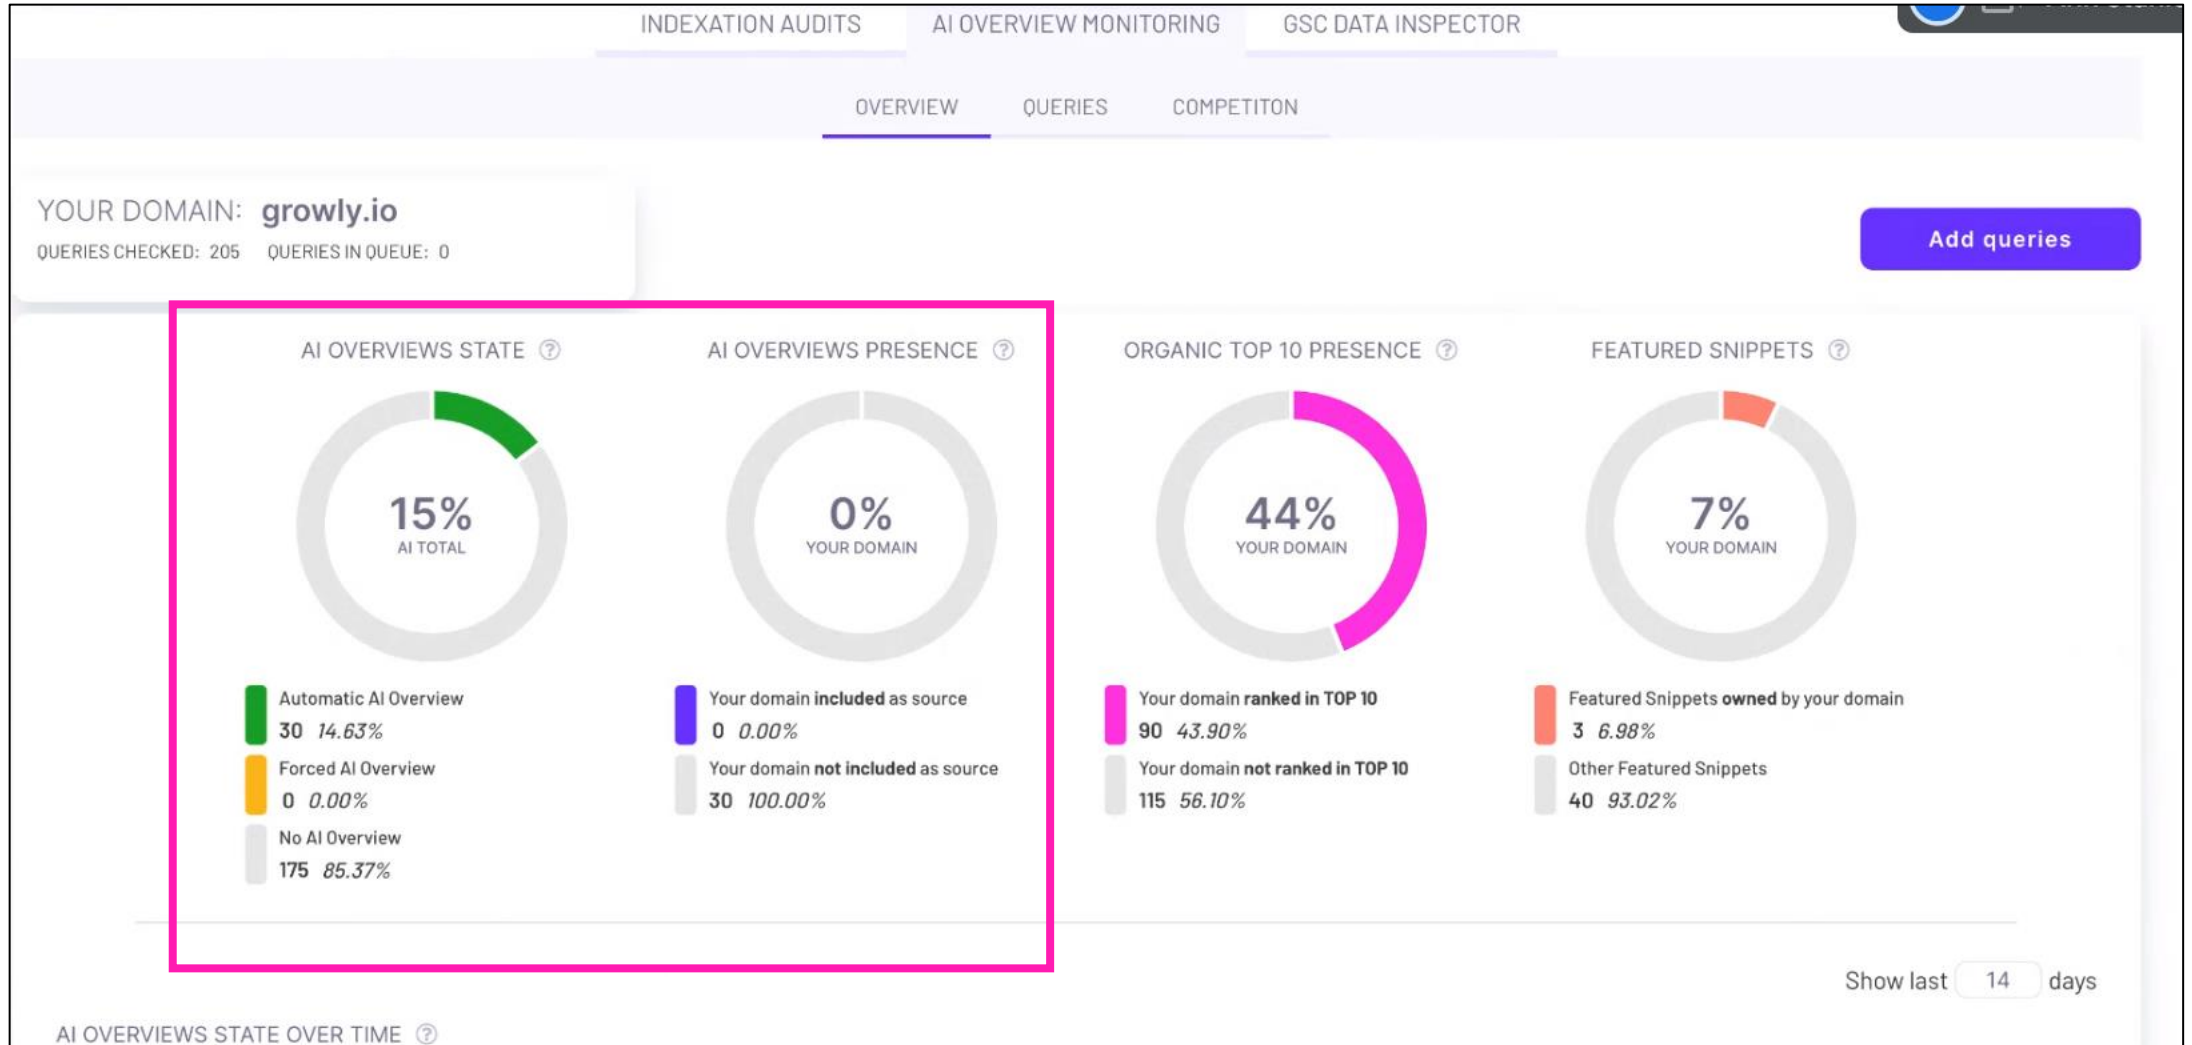 INDEXATION AUDITS AI OVERVIEW MONITORING GSC DATA INSPECTOR
OVERVIEW QUERIES COMPETITON
YOUR DOMAIN: growly.io
QUERIES CHECKED: 205 QUERIES IN QUEUE: 0
Add queries
AI OVERVIEWS STATE ?
15%
AI TOTAL
Automatic AI Overview
30 14.63%
Forced AI Overview
0 0.00%
No AI Overview
175 85.37%
AI OVERVIEWS PRESENCE ?
0%
YOUR DOMAIN
Your domain included as source
0 0.00%
Your domain not included as source
30 100.00%
ORGANIC TOP 10 PRESENCE ?
44%
YOUR DOMAIN
Your domain ranked in TOP 10
90 43.90%
Your domain not ranked in TOP 10
115 56.10%
FEATURED SNIPPETS ?
7%
YOUR DOMAIN
Featured Snippets owned by your domain
3 6.98%
Other Featured Snippets
40 93.02%
Show last 14 days
AI OVERVIEWS STATE OVER TIME ?